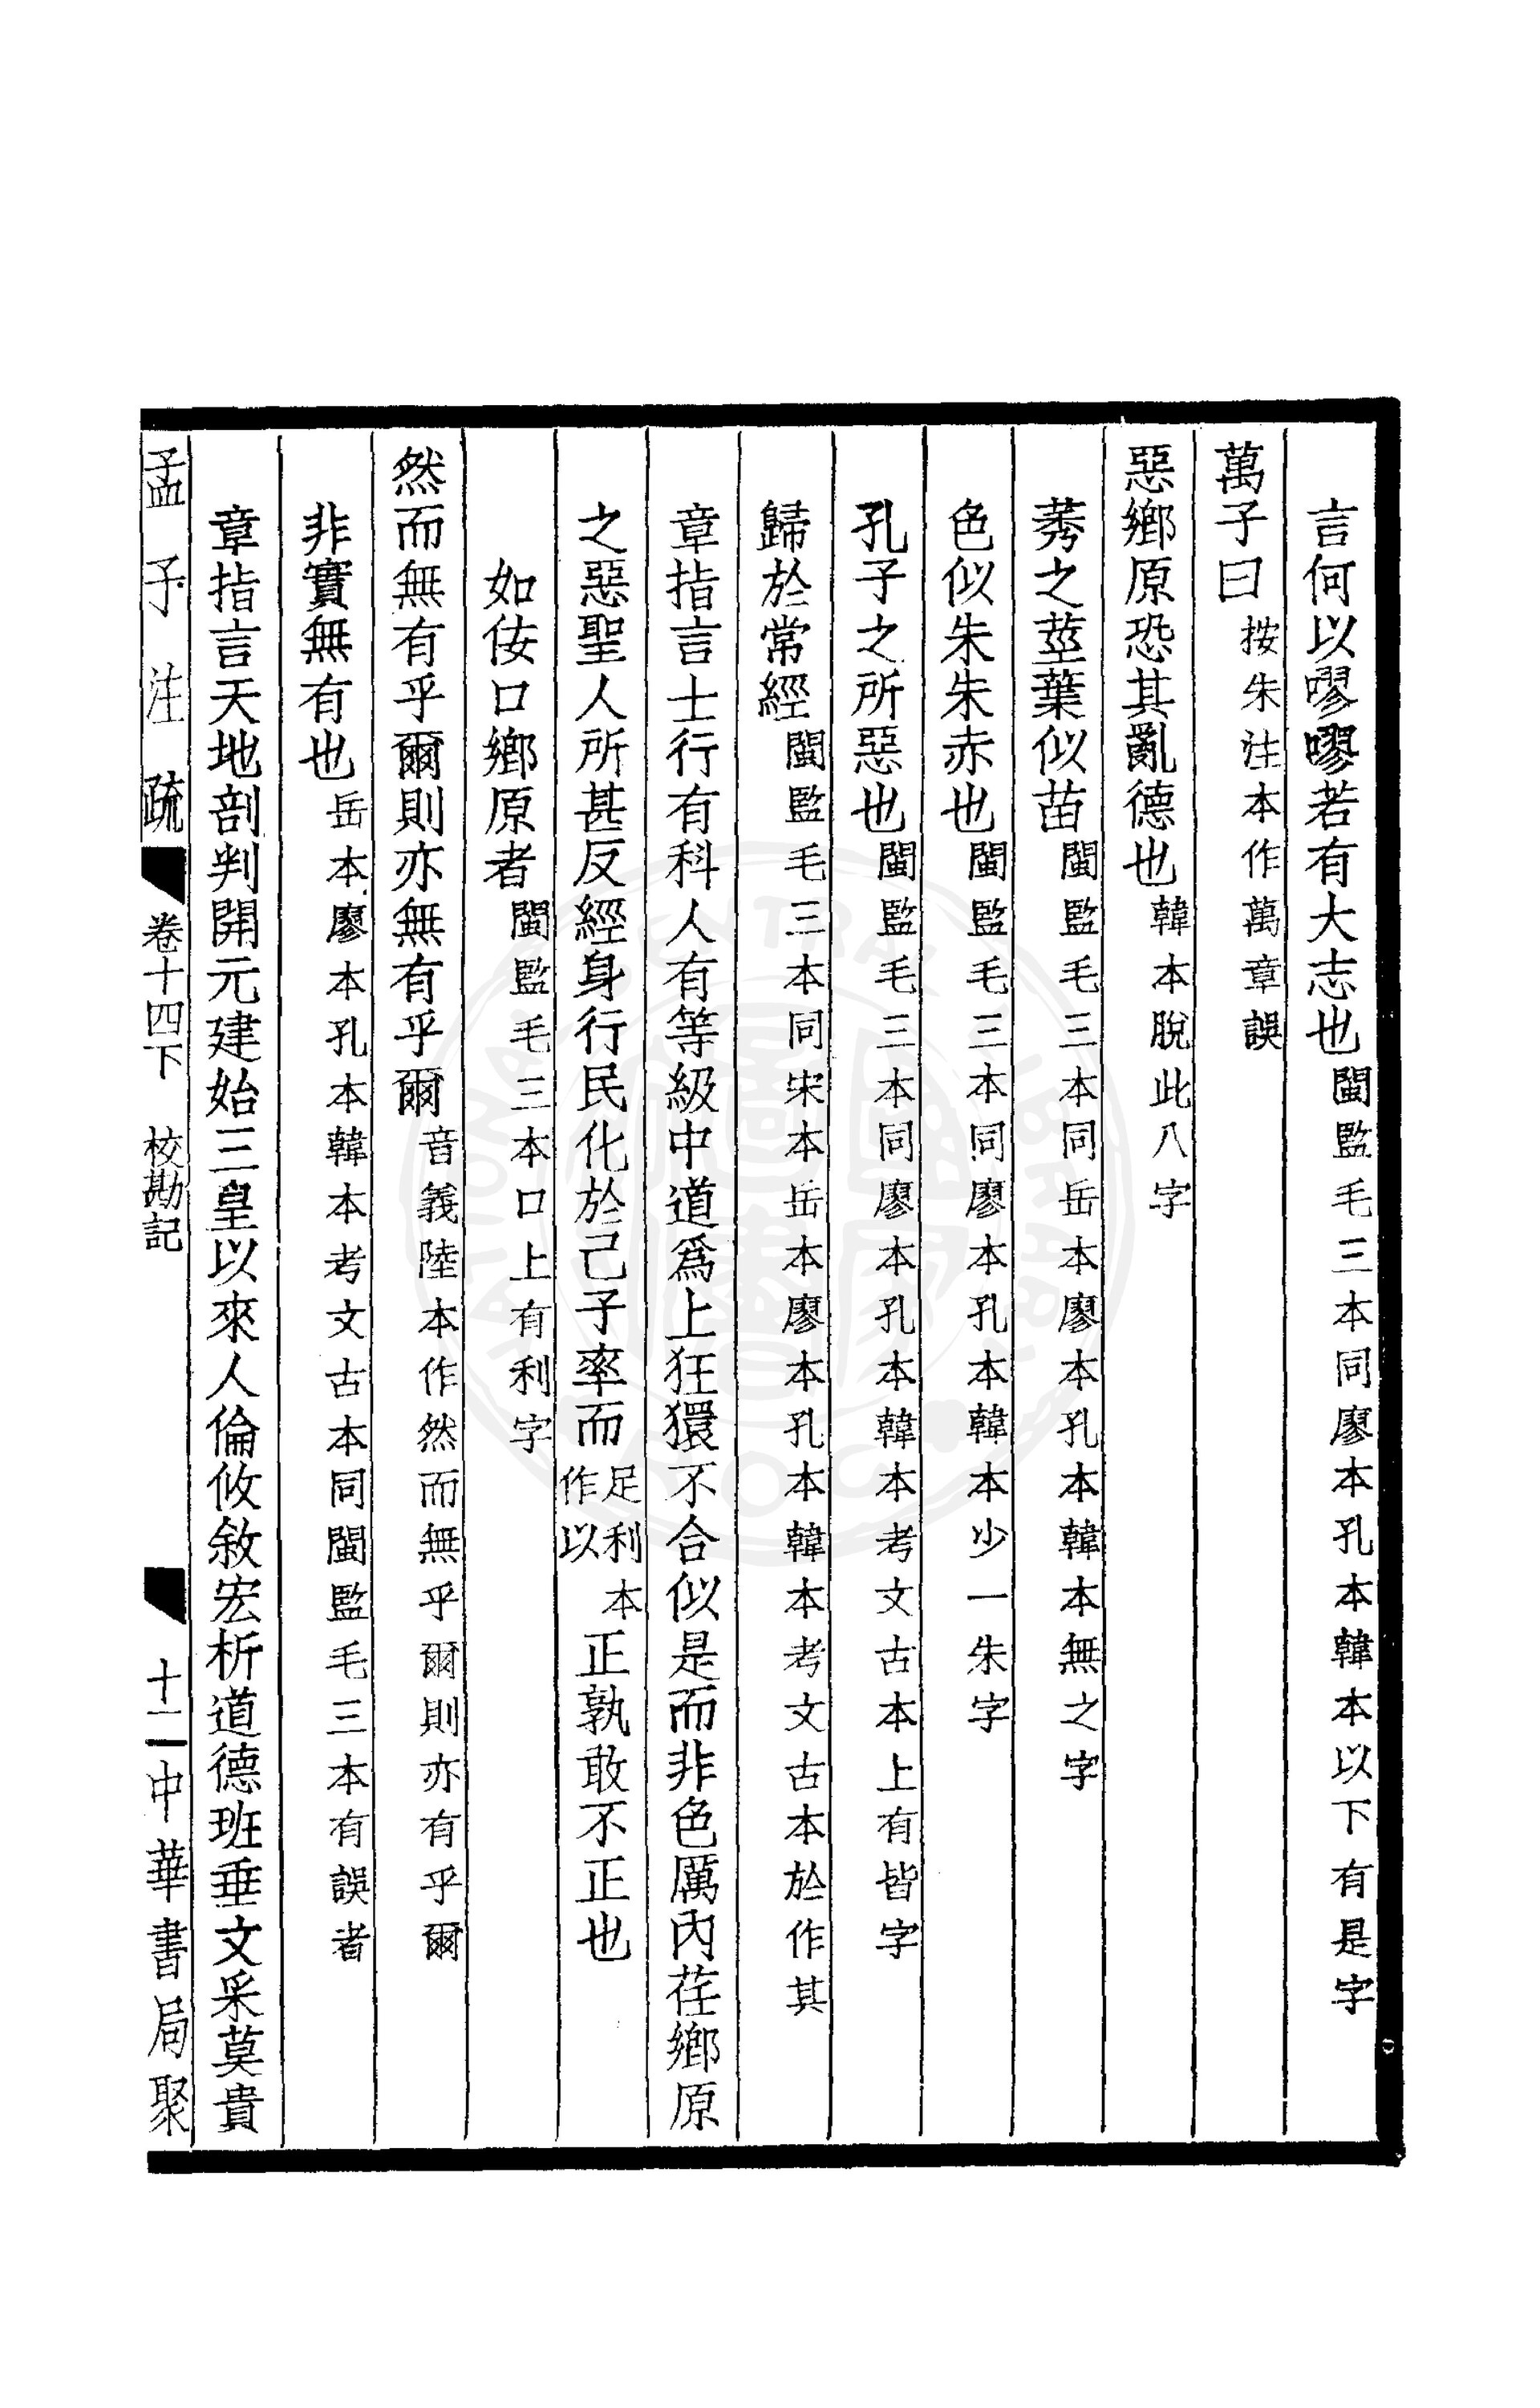 言何以嘐嘐若有大志也閩監毛三本同廖本孔本韓本以下有是字
萬子曰按朱注本作萬章誤
惡鄉原恐其亂德也韓本脫此八字
莠之莖葉似苗閩監毛三本同岳本廖本孔本韓本無之字
色似朱朱赤也閩監毛三本同廖本孔本韓本少一朱字
孔子之所惡也閩監毛三本同廖本孔本韓本考文古本上有皆字
歸於常經閩監毛三本同宋本岳本廖本孔本韓本考文古本於作其
章指言士行有科人有等級中道爲上狂獧不合似是而非色厲內荏鄉原
之惡聖人所甚反經身行民化於己子率而足利本作以正孰敢不正也
如佞口鄉原者閩監毛三本口上有利字
然而無有乎爾則亦無有乎爾音義陸本作然而無乎爾則亦有乎爾
非實無有也岳本廖本孔本韓本考文古本同閩監毛三本有誤者
章指言天地剖判開元建始三皇以來人倫攸敘宏析道德班垂文采莫貴
孟子注疏 卷十四下 校勘記 十一 中華書局聚